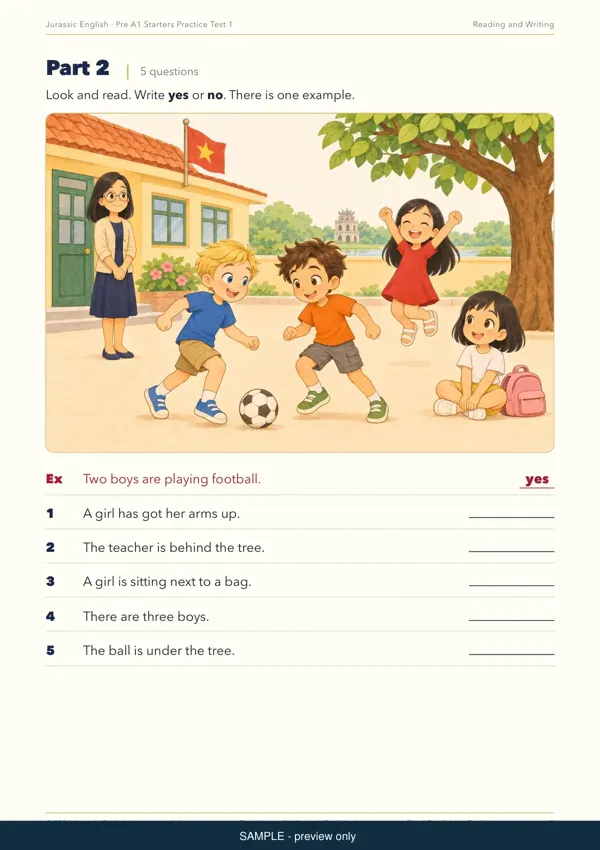 Jurassic English · Pre A1 Starters Practice Test 1
Reading and Writing
Part 2 | 5 questions
Look and read. Write yes or no. There is one example.
Ex Two boys are playing football. yes
1 A girl has got her arms up.
2 The teacher is behind the tree.
3 A girl is sitting next to a bag.
4 There are three boys.
5 The ball is under the tree.
SAMPLE - preview only